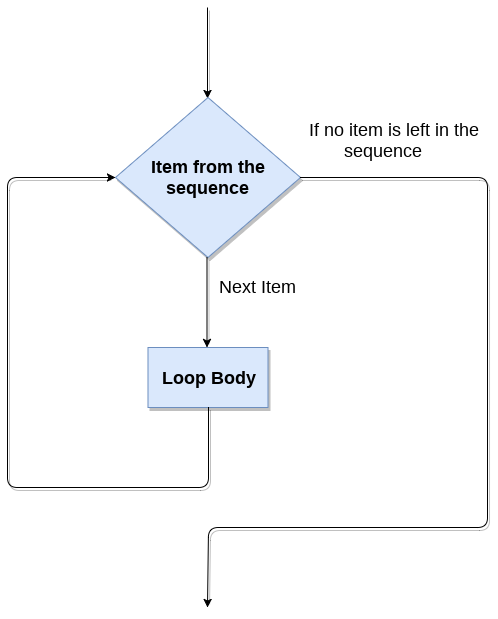 If no item is left in the
sequence
Item from the
sequence
Next Item
Loop Body